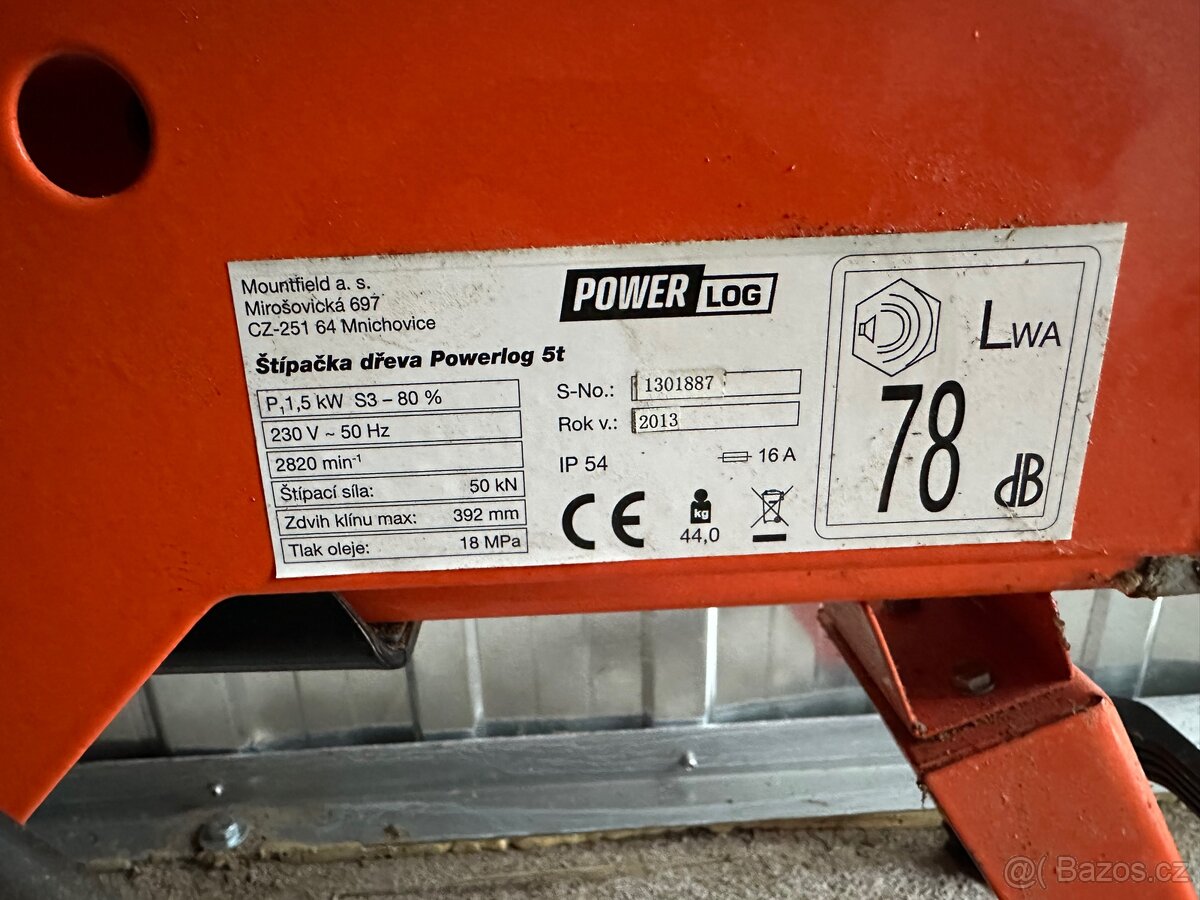 Mountfield a. s.
Mirošovická 697
CZ-251 64 Mnichovice
POWER LOG
Štípačka dřeva Powerlog 5t
P₁1,5 kW S3 – 80 %
230 V ~ 50 Hz
2820 min⁻¹
Štípací síla: 50 kN
Zdvih klínu max: 392 mm
Tlak oleje: 18 MPa
S-No.: 1301887
Rok v.: 2013
IP 54 16 A
CE kg
44,0
LWA
78
dB
@( Bazos.cz